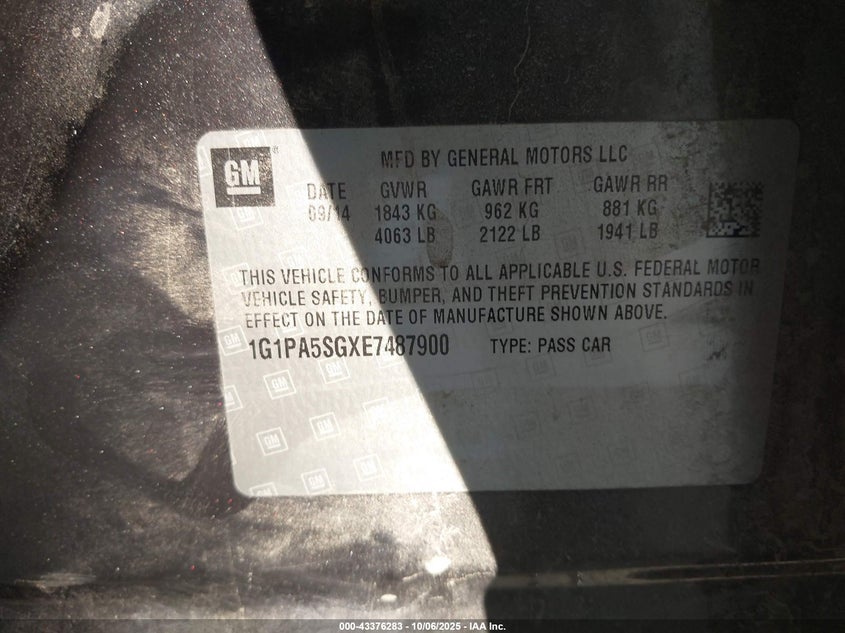 GM
MFD BY GENERAL MOTORS LLC
DATE GVWR GAWR FRT GAWR RR
09/14 1843 KG 962 KG 881 KG
4063 LB 2122 LB 1941 LB
THIS VEHICLE CONFORMS TO ALL APPLICABLE U.S. FEDERAL MOTOR
VEHICLE SAFETY, BUMPER, AND THEFT PREVENTION STANDARDS IN
EFFECT ON THE DATE OF MANUFACTURE SHOWN ABOVE.
1G1PA5SGXE7487900 TYPE: PASS CAR
000-43376283 - 10/06/2025 - IAA Inc.